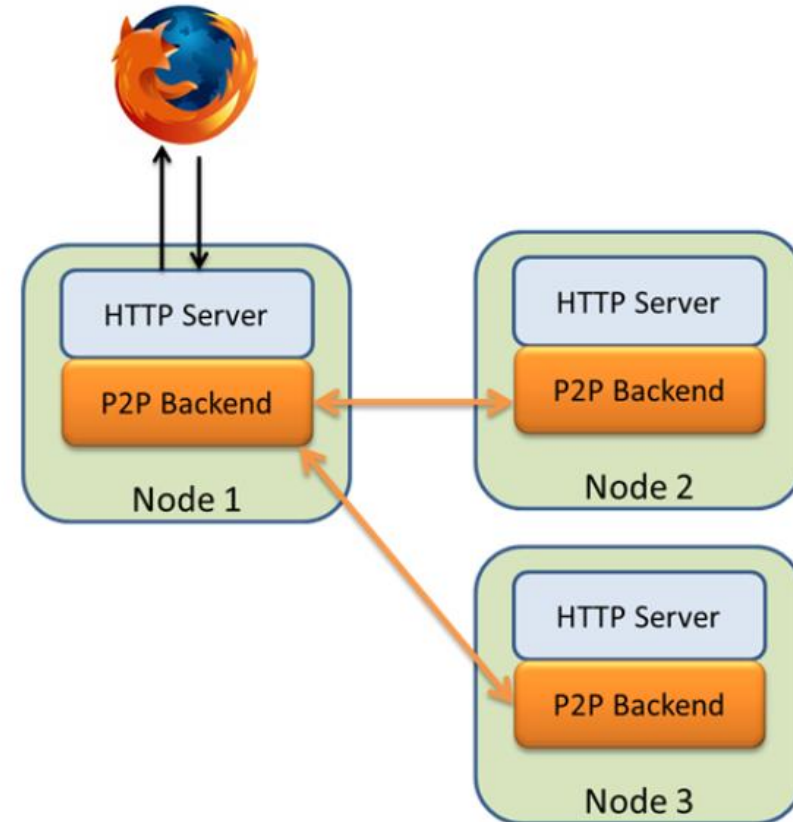 HTTP Server
P2P Backend
Node 1
HTTP Server
P2P Backend
Node 2
HTTP Server
P2P Backend
Node 3